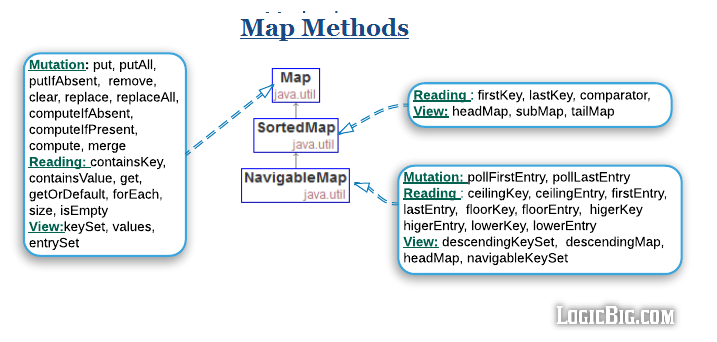 Map Methods
Mutation: put, putAll,
putIfAbsent, remove,
clear, replace, replaceAll,
computeIfAbsent,
computeIfPresent,
compute, merge
Reading: containsKey,
containsValue, get,
getOrDefault, forEach,
size, isEmpty
View:keySet, values,
entrySet
Map
java.util
SortedMap
java.util
NavigableMap
java.util
Reading : firstKey, lastKey, comparator,
View: headMap, subMap, tailMap
Mutation: pollFirstEntry, pollLastEntry
Reading : ceilingKey, ceilingEntry, firstEntry,
lastEntry, floorKey, floorEntry, higerKey
higerEntry, lowerKey, lowerEntry
View: descendingKeySet, descendingMap,
headMap, navigableKeySet
LogicBig.com